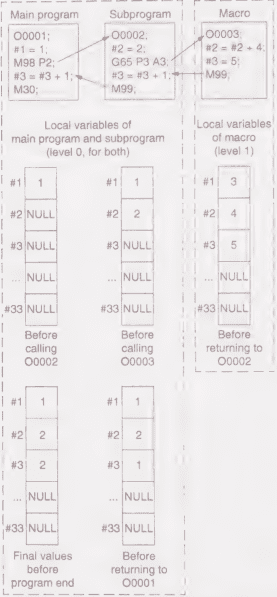 Main program
O0001;
#1 = 1;
M98 P2;
#3 = #3 + 1;
M30;
Subprogram
O0002;
#2 = 2;
G65 P3 A3;
#3 = #3 + 1;
M99;
Macro
O0003;
#2 = #2 + 4;
#3 = 5;
M99;
Local variables of
main program and subprogram
(level 0, for both)
Local variables
of macro
(level 1)
#1 1
#2 NULL
#3 NULL
... NULL
#33 NULL
Before
calling
O0002
#1 1
#2 2
#3 NULL
... NULL
#33 NULL
Before
calling
O0003
#1 3
#2 4
#3 5
... NULL
#33 NULL
Before
returning to
O0002
#1 1
#2 2
#3 2
... NULL
#33 NULL
Final values
before
program end
#1 1
#2 2
#3 1
... NULL
#33 NULL
Before
returning to
O0001